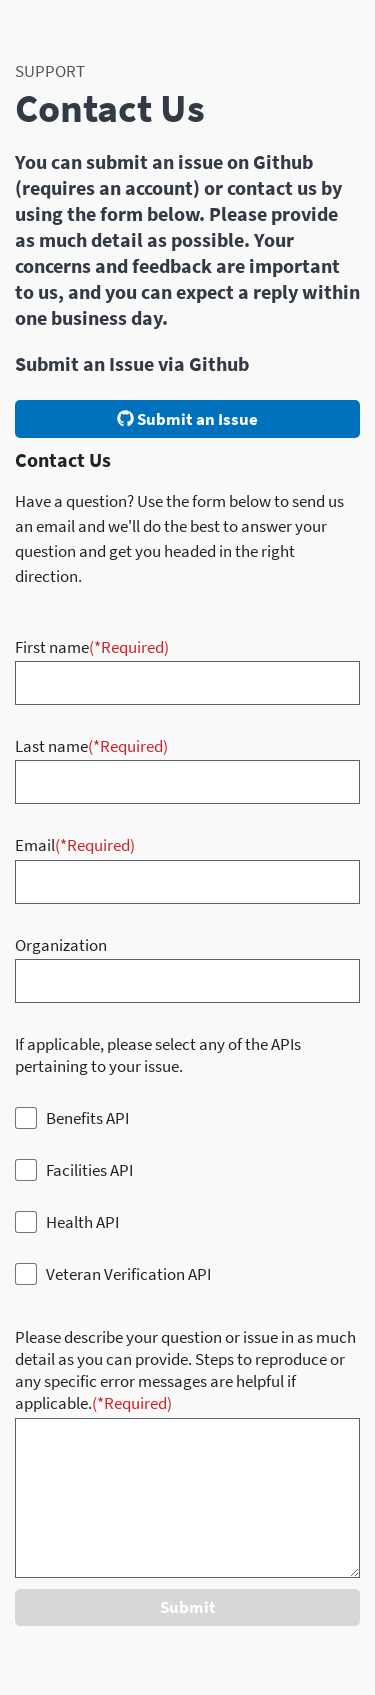 SUPPORT
Contact Us
You can submit an issue on Github
(requires an account) or contact us by
using the form below. Please provide
as much detail as possible. Your
concerns and feedback are important
to us, and you can expect a reply within
one business day.
Submit an Issue via Github
Submit an Issue
Contact Us
Have a question? Use the form below to send us
an email and we'll do the best to answer your
question and get you headed in the right
direction.
First name(*Required)
Last name(*Required)
Email(*Required)
Organization
If applicable, please select any of the APIs
pertaining to your issue.
Benefits API
Facilities API
Health API
Veteran Verification API
Please describe your question or issue in as much
detail as you can provide. Steps to reproduce or
any specific error messages are helpful if
applicable.(*Required)
Submit